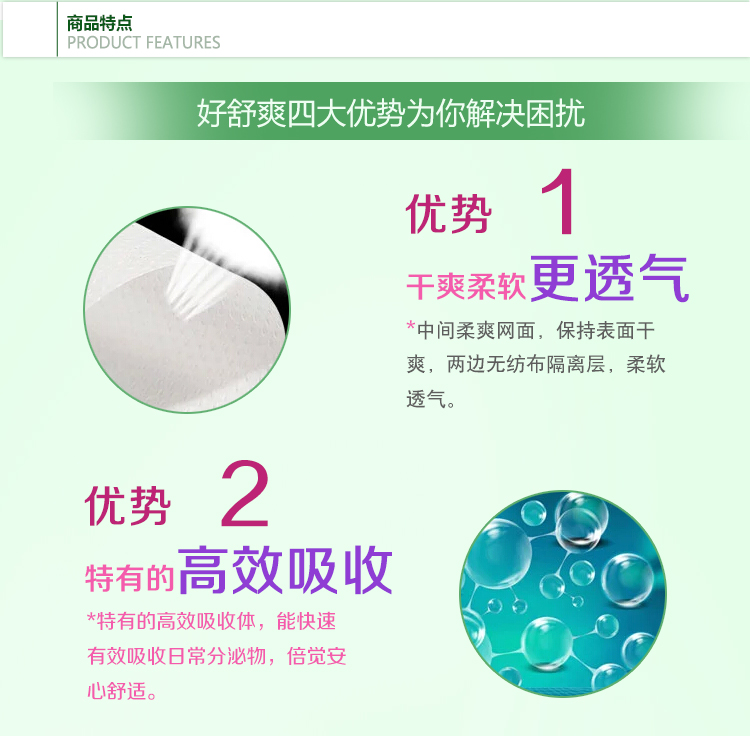 商品特点
PRODUCT FEATURES
好舒爽四大优势为你解决困扰
优势 1
干爽柔软更透气
*中间柔爽网面，保持表面干
爽，两边无纺布隔离层，柔软
透气。
优势 2
特有的高效吸收
*特有的高效吸收体，能快速
有效吸收日常分泌物，倍觉安
心舒适。